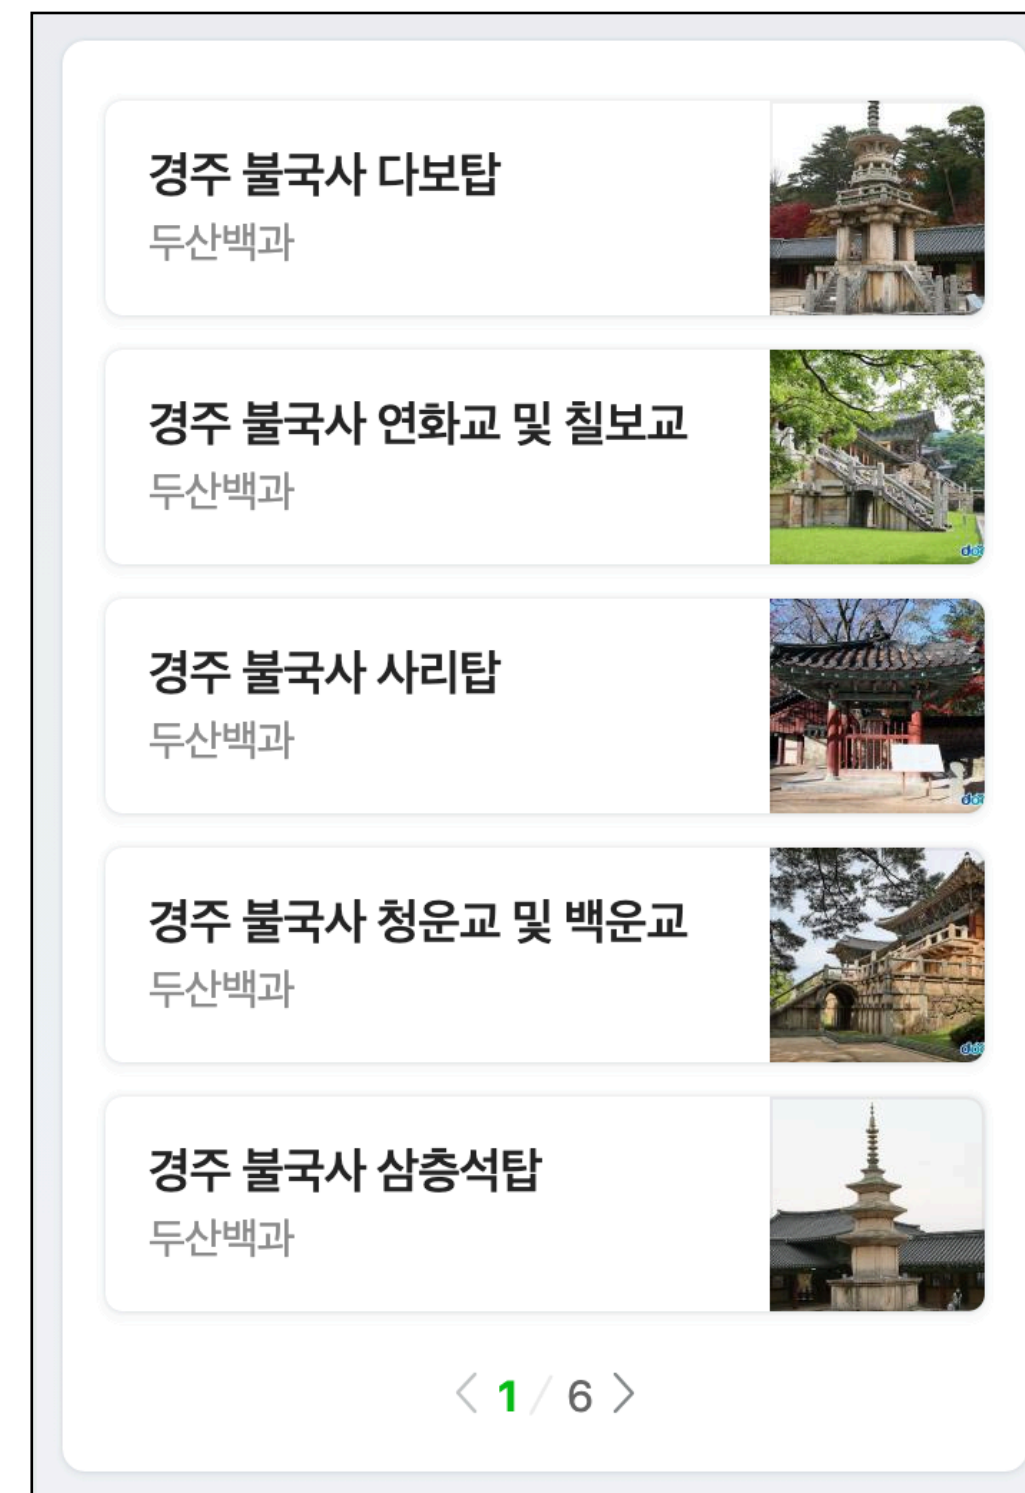 경주 불국사 다보탑
두산백과
경주 불국사 연화교 및 칠보교
두산백과
경주 불국사 사리탑
두산백과
경주 불국사 청운교 및 백운교
두산백과
경주 불국사 삼층석탑
두산백과
< 1 / 6 >